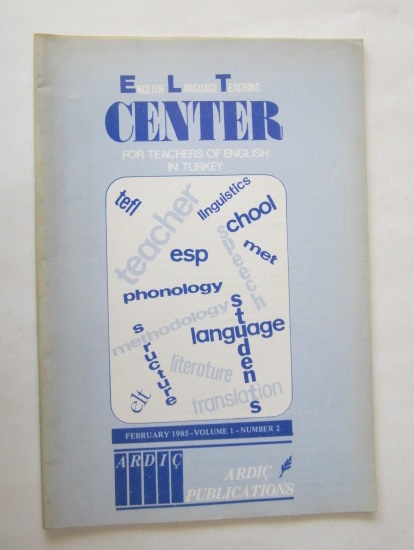 ENGLISH LANGUAGE TEACHING
CENTER
FOR TEACHERS OF ENGLISH
IN TURKEY
tefl
teacher
linguistics
chool
speech
met
esp
phonology
students
structure
methodology
language
literature
elt
translation
FEBRUARY 1985 - VOLUME 1 - NUMBER 2
ARDIÇ
ARDIÇ
PUBLICATIONS